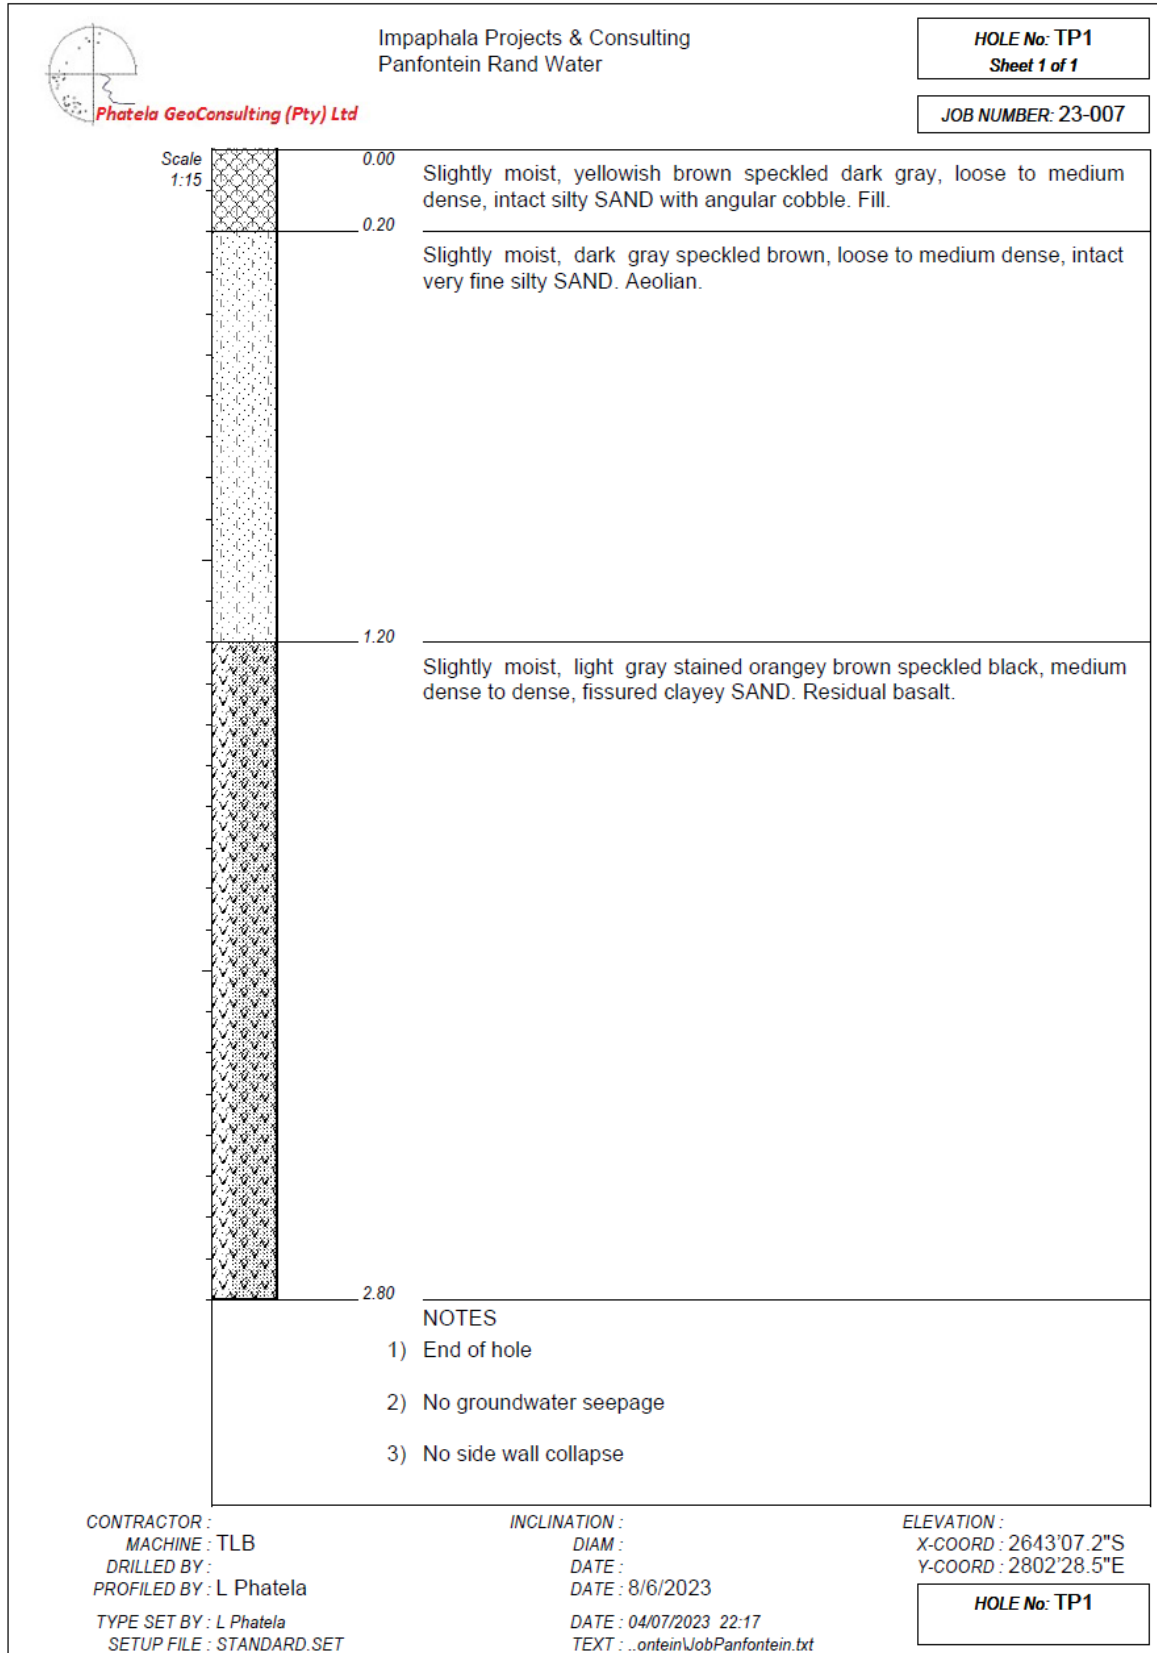 Impaphala Projects & Consulting
Panfontein Rand Water
HOLE No: TP1
Sheet 1 of 1
JOB NUMBER: 23-007
Phatela GeoConsulting (Pty) Ltd
Scale
1:15
0.00
Slightly moist, yellowish brown speckled dark gray, loose to medium
dense, intact silty SAND with angular cobble. Fill.
0.20
Slightly moist, dark gray speckled brown, loose to medium dense, intact
very fine silty SAND. Aeolian.
1.20
Slightly moist, light gray stained orangey brown speckled black, medium
dense to dense, fissured clayey SAND. Residual basalt.
2.80
NOTES
1) End of hole
2) No groundwater seepage
3) No side wall collapse
CONTRACTOR :
MACHINE : TLB
DRILLED BY :
PROFILED BY : L Phatela
TYPE SET BY : L Phatela
SETUP FILE : STANDARD.SET
INCLINATION :
DIAM :
DATE :
DATE : 8/6/2023
DATE : 04/07/2023 22:17
TEXT : ..ontein\JobPanfontein.txt
ELEVATION :
X-COORD : 2643'07.2"S
Y-COORD : 2802'28.5"E
HOLE No: TP1